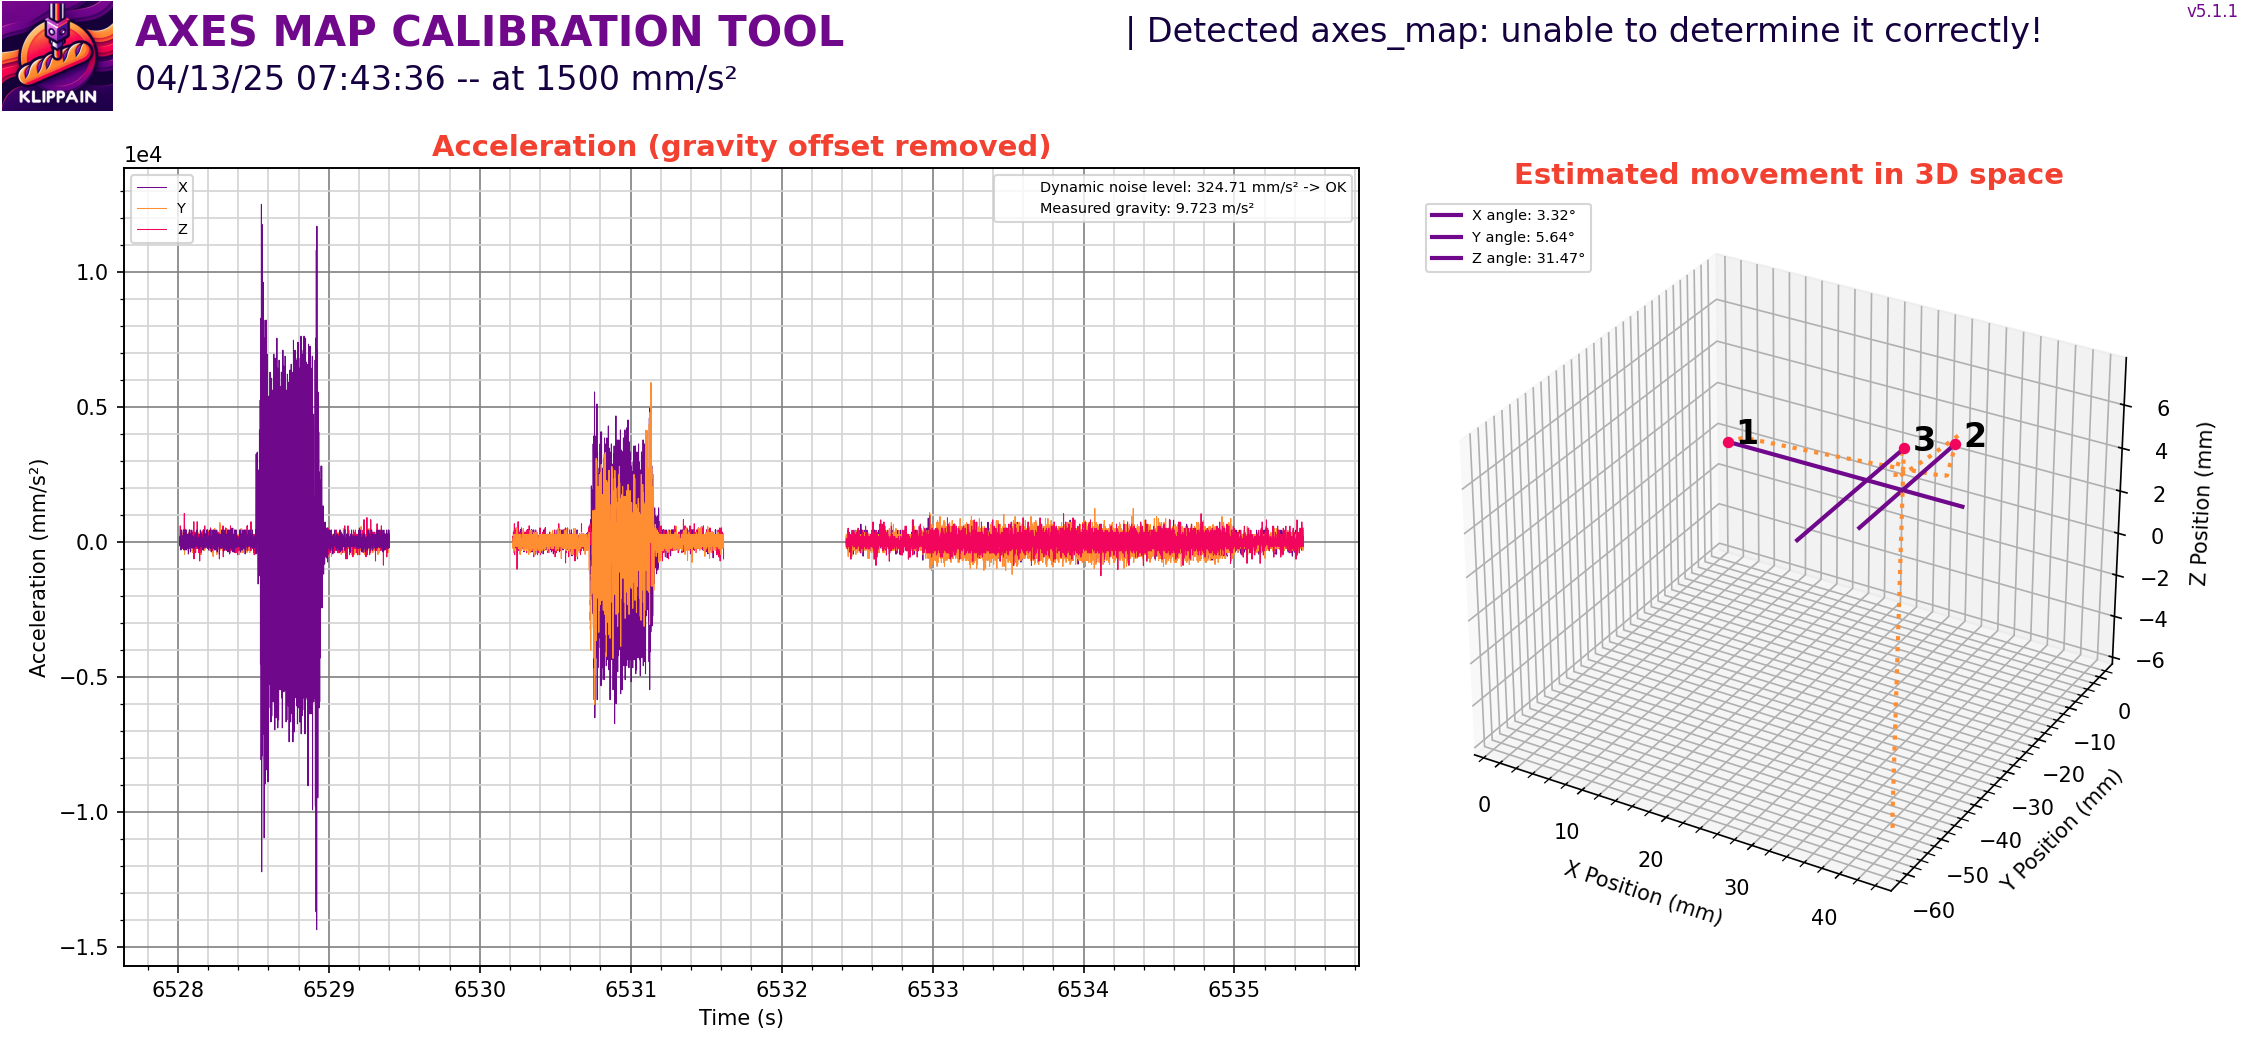 KLIPPAIN
AXES MAP CALIBRATION TOOL
04/13/25 07:43:36 -- at 1500 mm/s²
| Detected axes_map: unable to determine it correctly!
v5.1.1
Acceleration (gravity offset removed)
1e4
X
Y
Z
Dynamic noise level: 324.71 mm/s² -> OK
Measured gravity: 9.723 m/s²
Acceleration (mm/s²)
1.0
0.5
0.0
−0.5
−1.0
−1.5
6528
6529
6530
6531
6532
6533
6534
6535
Time (s)
Estimated movement in 3D space
X angle: 3.32°
Y angle: 5.64°
Z angle: 31.47°
1
3
2
6
4
2
0
−2
−4
−6
Z Position (mm)
0
−10
−20
−30
−40
−50
−60
Y Position (mm)
0
10
20
30
40
X Position (mm)